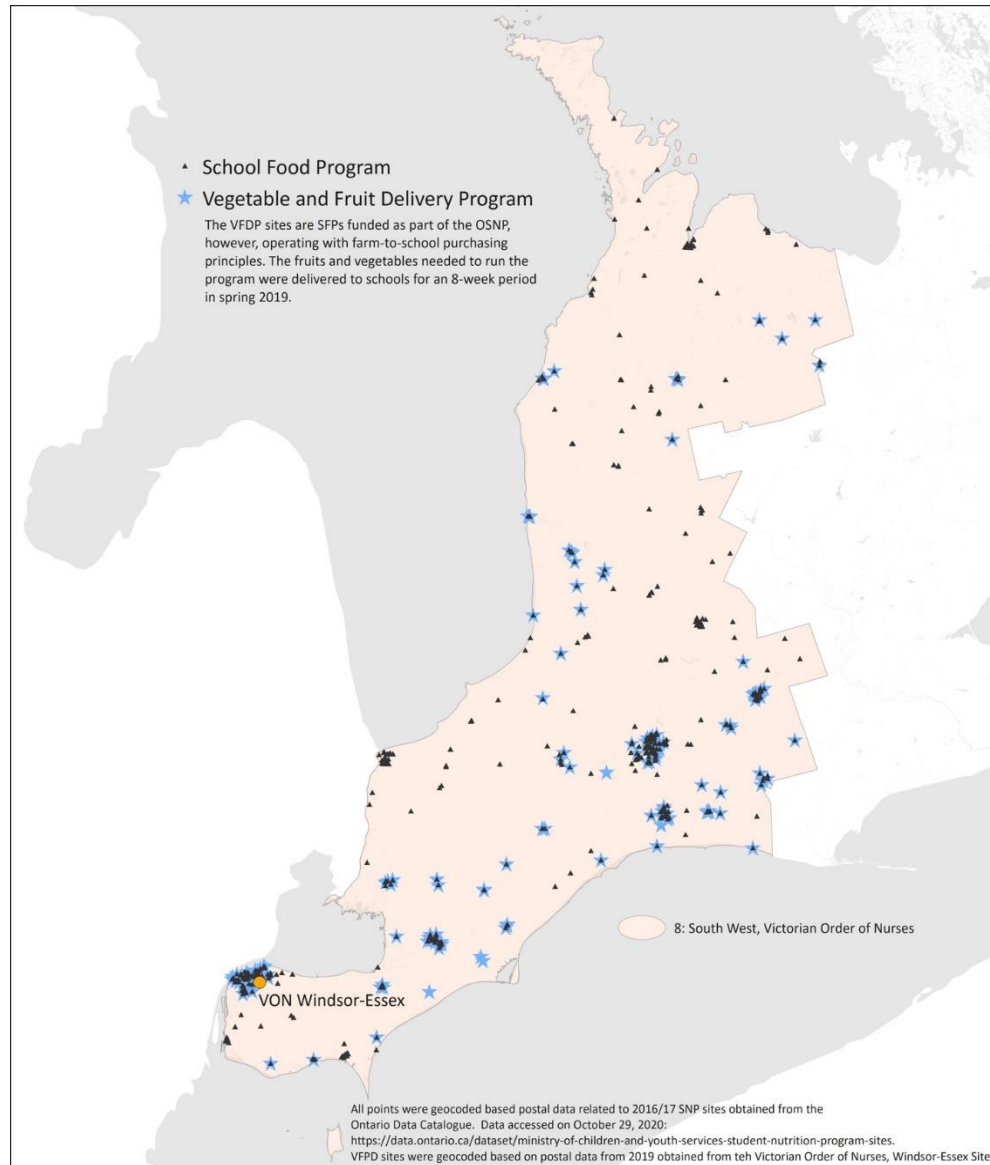 School Food Program
Vegetable and Fruit Delivery Program
The VFDP sites are SFPs funded as part of the OSNP,
however, operating with farm-to-school purchasing
principles. The fruits and vegetables needed to run the
program were delivered to schools for an 8-week period
in spring 2019.
8: South West, Victorian Order of Nurses
VON Windsor-Essex
All points were geocoded based postal data related to 2016/17 SNP sites obtained from the
Ontario Data Catalogue. Data accessed on October 29, 2020:
https://data.ontario.ca/dataset/ministry-of-children-and-youth-services-student-nutrition-program-sites.
VFPD sites were geocoded based on postal data from 2019 obtained from teh Victorian Order of Nurses, Windsor-Essex Site